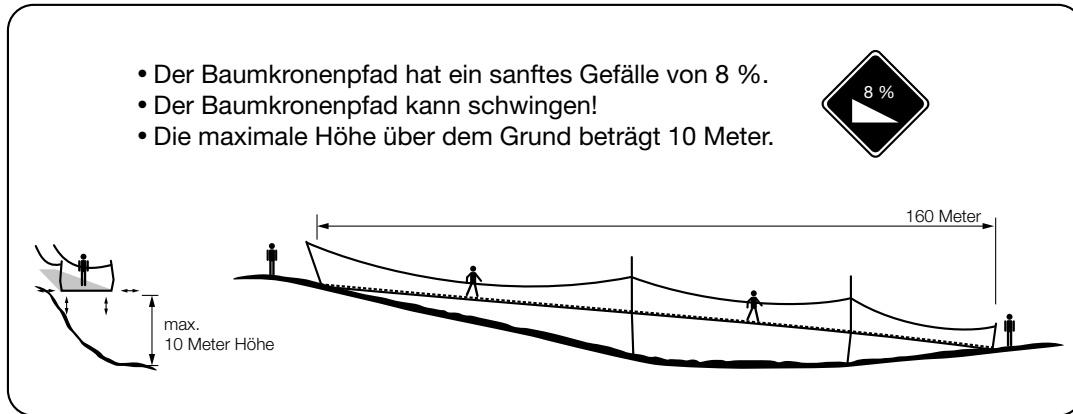 • Der Baumkronenpfad hat ein sanftes Gefälle von 8 %.
• Der Baumkronenpfad kann schwingen!
• Die maximale Höhe über dem Grund beträgt 10 Meter.
8 %
160 Meter
max.
10 Meter Höhe